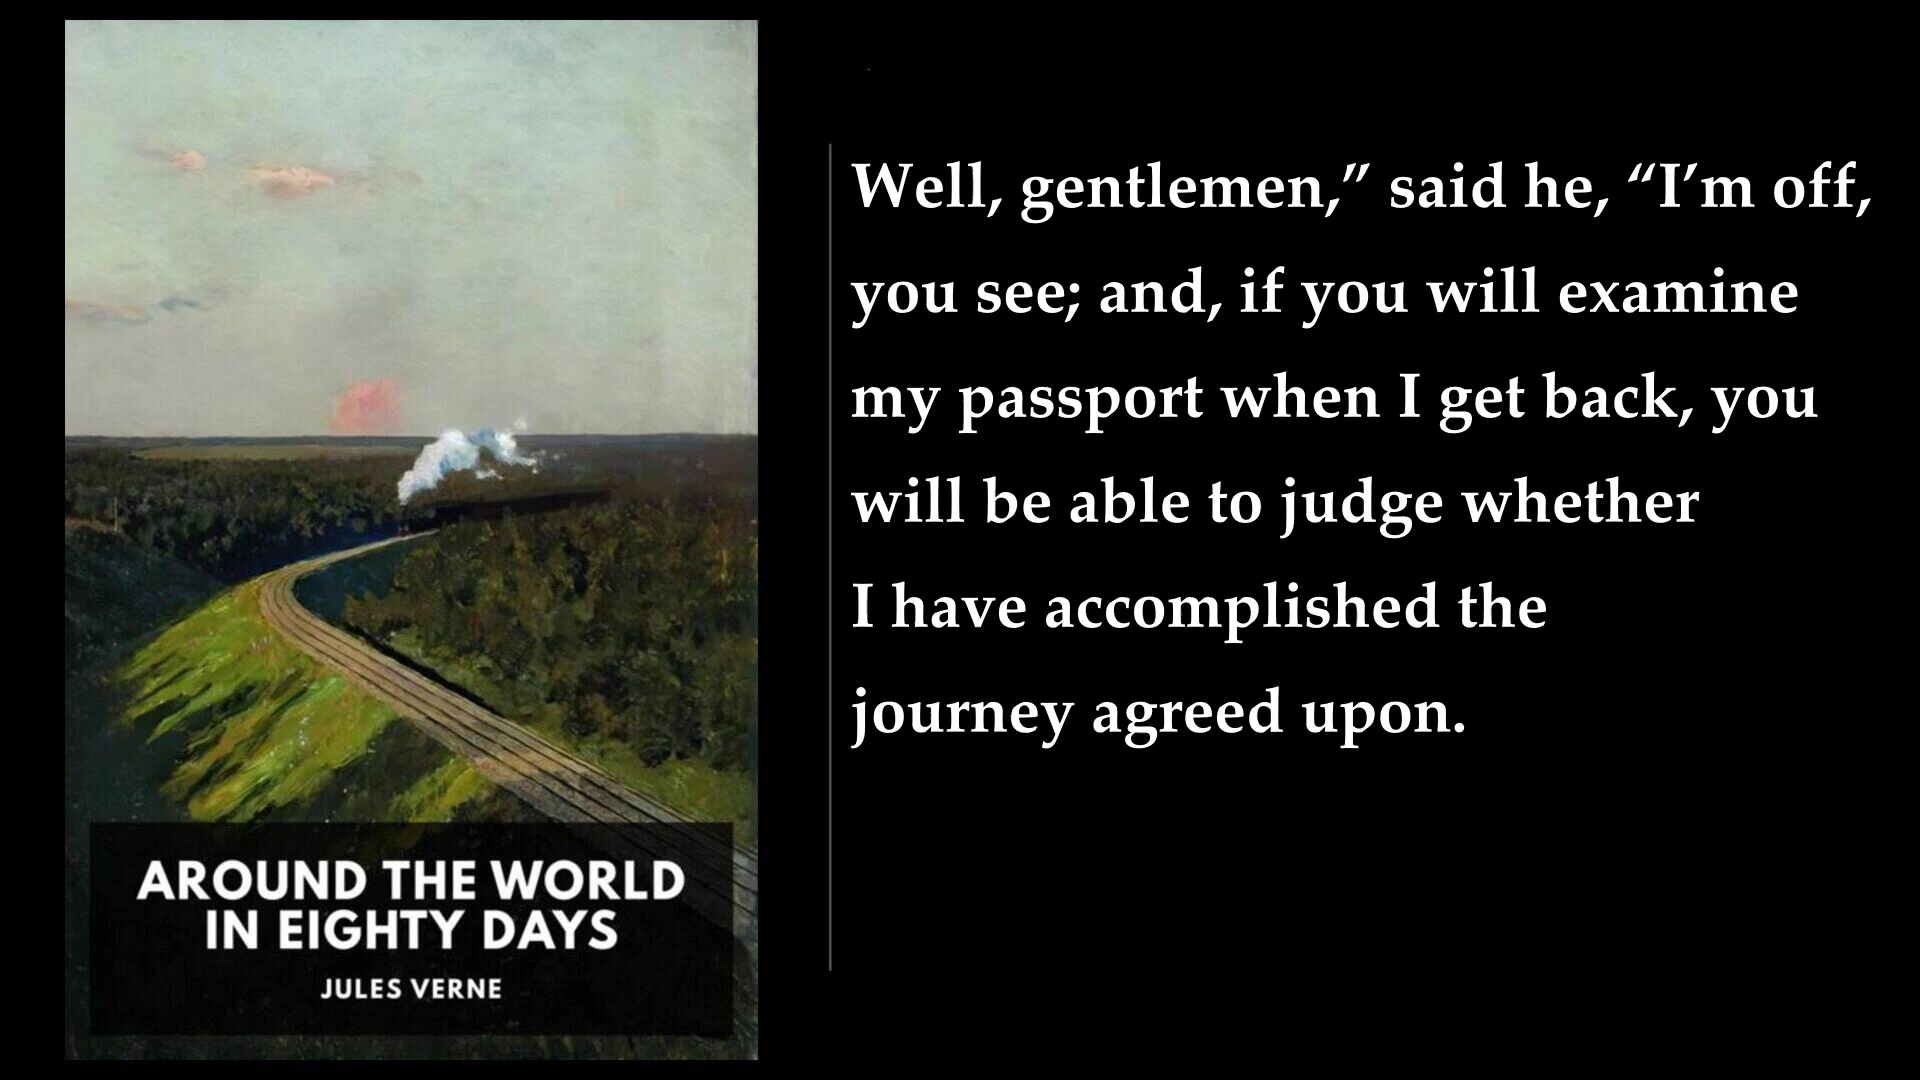 Well, gentlemen,” said he, “I’m off,
you see; and, if you will examine
my passport when I get back, you
will be able to judge whether
I have accomplished the
journey agreed upon.
AROUND THE WORLD
IN EIGHTY DAYS
JULES VERNE